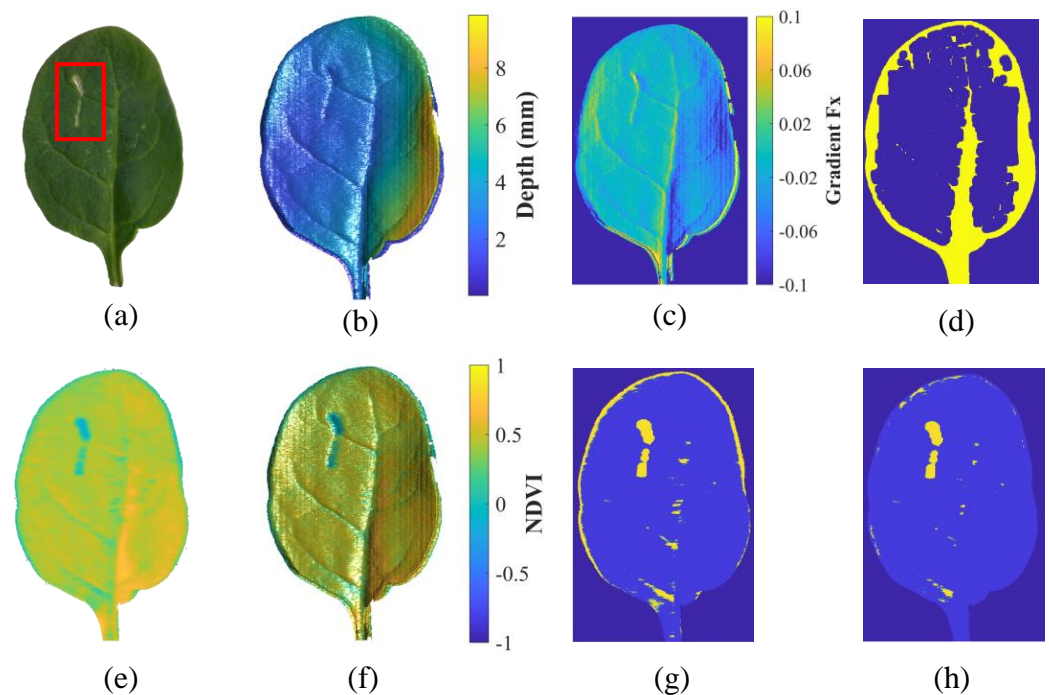 8
6
4
2
Depth (mm)
0.1
0.06
0.02
-0.02
-0.06
-0.1
Gradient Fx
(a)
(b)
(c)
(d)
1
0.5
0
-0.5
-1
NDVI
(e)
(f)
(g)
(h)